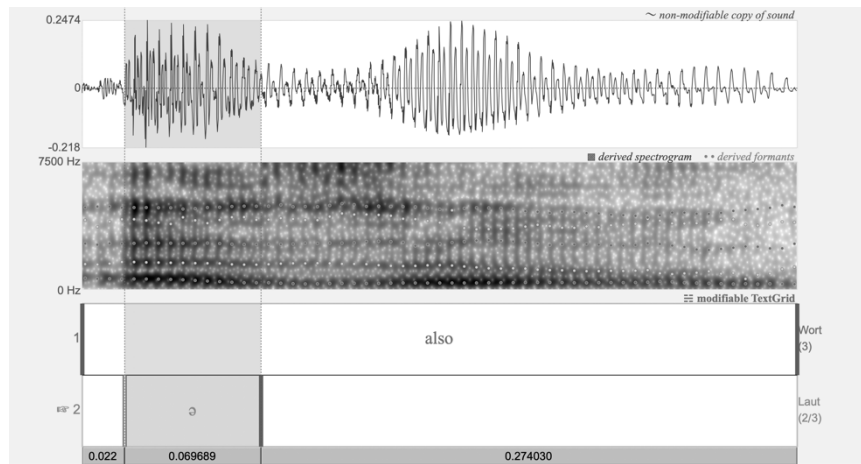 0.2474
~ non-modifiable copy of sound
0
-0.218
7500 Hz
derived spectrogram
derived formants
0 Hz
modifiable TextGrid
1
also
Wort
(3)
☞ 2
ə
Laut
(2/3)
0.022
0.069689
0.274030